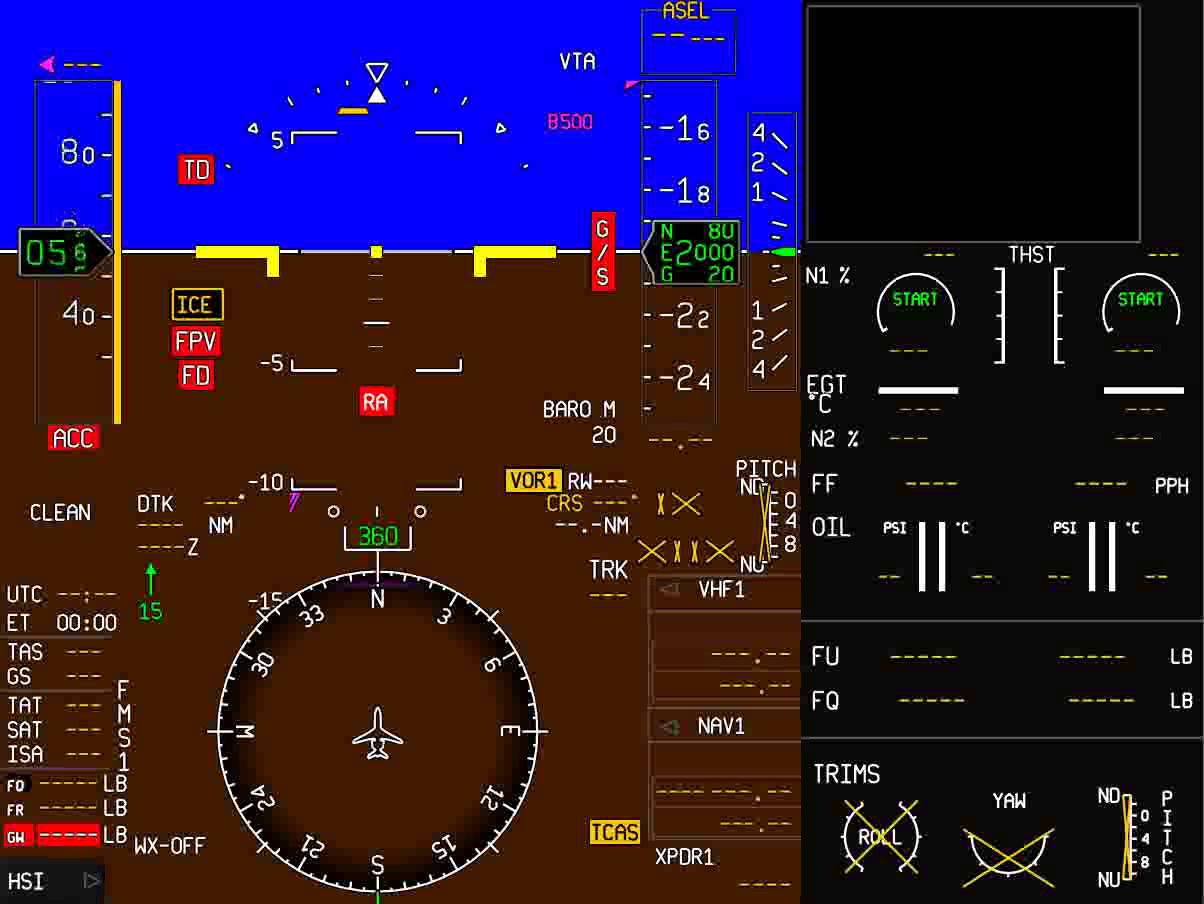 ASEL
-- ---
---
VTA
B500
5
80
TD
-16
-18
4
2
1
056
G/S
N 80
E2000
G 20
40
ICE
FPV
FD
-5
RA
-22
-24
1
2
4
ACC
BARO M
20
--.--
-10
CLEAN
DTK
---°
NM
----
----Z
15
VOR1 RW---
CRS ---°
--.-NM
TRK
---
PITCH
ND
0
4
8
NU
360
-15
N
3
6
E
12
15
S
21
24
W
30
33
UTC --:--
ET 00:00
TAS ---
GS ---
TAT ---
SAT ---
ISA ---
FMS1
FQ ----- LB
FR ----- LB
GW ----- LB
HSI
WX-OFF
VHF1
---.--
---.--
NAV1
------.--
---.--
TCAS
XPDR1
----
THST
--- ---
N1 %
START START
--- ---
EGT
°C
--- ---
N2 % --- ---
FF ---- ---- PPH
OIL PSI °C PSI °C
-- -- -- --
FU ----- ----- LB
FQ ----- ----- LB
TRIMS
ROLL
YAW
ND
0
4
8
NU
PITCH